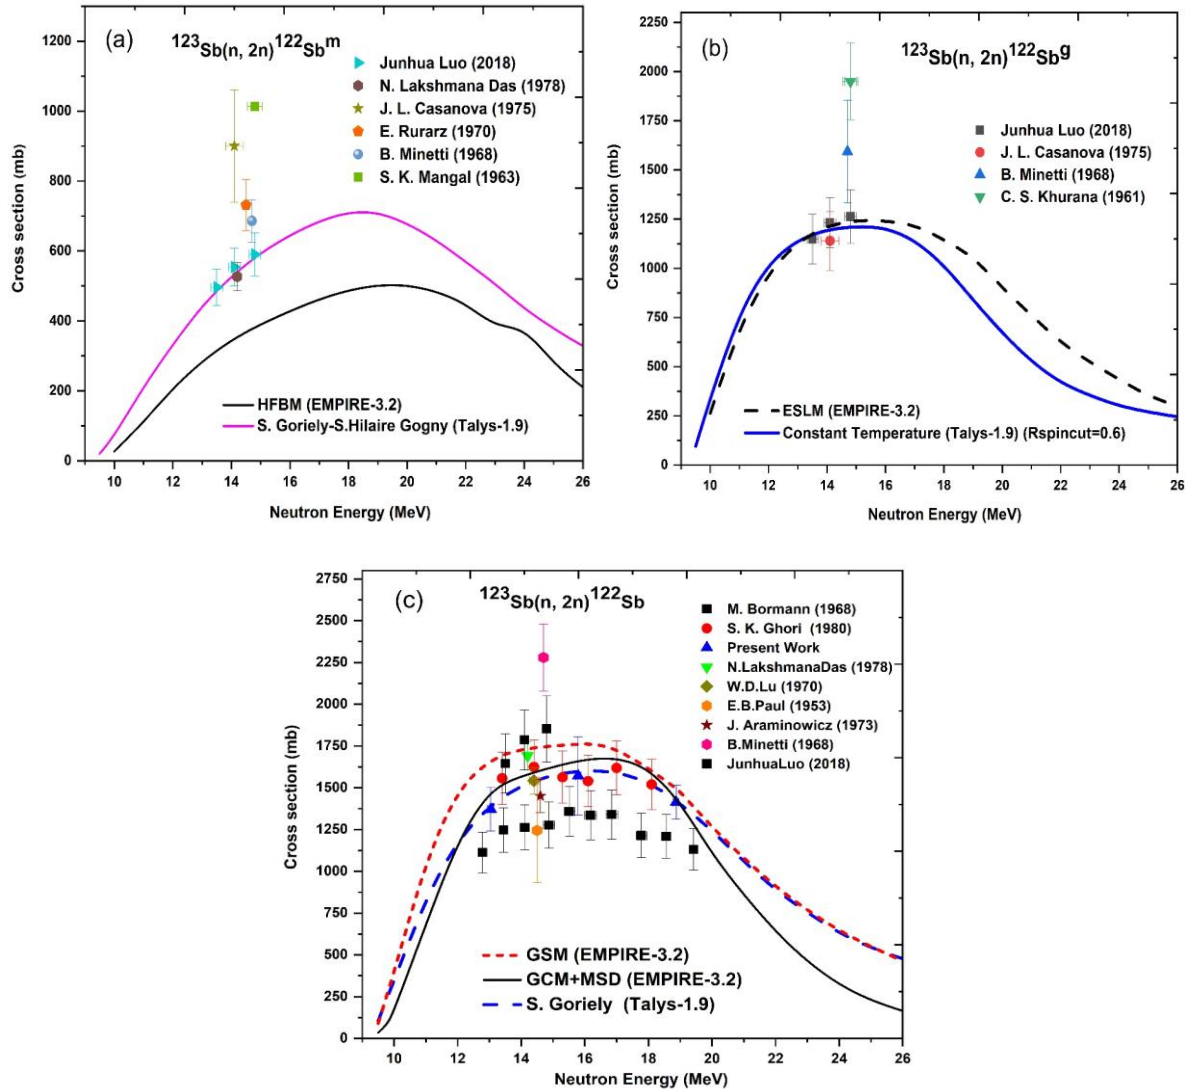 (a)
123Sb(n, 2n)122Sbm
Junhua Luo (2018)
N. Lakshmana Das (1978)
J. L. Casanova (1975)
E. Rurarz (1970)
B. Minetti (1968)
S. K. Mangal (1963)
HFBM (EMPIRE-3.2)
S. Goriely-S.Hilaire Gogny (Talys-1.9)
Cross section (mb)
1200
1000
800
600
400
200
0
10 12 14 16 18 20 22 24 26
Neutron Energy (MeV)
(b)
123Sb(n, 2n)122Sbg
Junhua Luo (2018)
J. L. Casanova (1975)
B. Minetti (1968)
C. S. Khurana (1961)
ESLM (EMPIRE-3.2)
Constant Temperature (Talys-1.9) (Rspincut=0.6)
Cross section (mb)
2250
2000
1750
1500
1250
1000
750
500
250
0
10 12 14 16 18 20 22 24 26
Neutron Energy (MeV)
(c)
123Sb(n, 2n)122Sb
M. Bormann (1968)
S. K. Ghori (1980)
Present Work
N.LakshmanaDas (1978)
W.D.Lu (1970)
E.B.Paul (1953)
J. Araminowicz (1973)
B.Minetti (1968)
JunhuaLuo (2018)
GSM (EMPIRE-3.2)
GCM+MSD (EMPIRE-3.2)
S. Goriely (Talys-1.9)
Cross section (mb)
2750
2500
2250
2000
1750
1500
1250
1000
750
500
250
0
10 12 14 16 18 20 22 24 26
Neutron Energy (MeV)